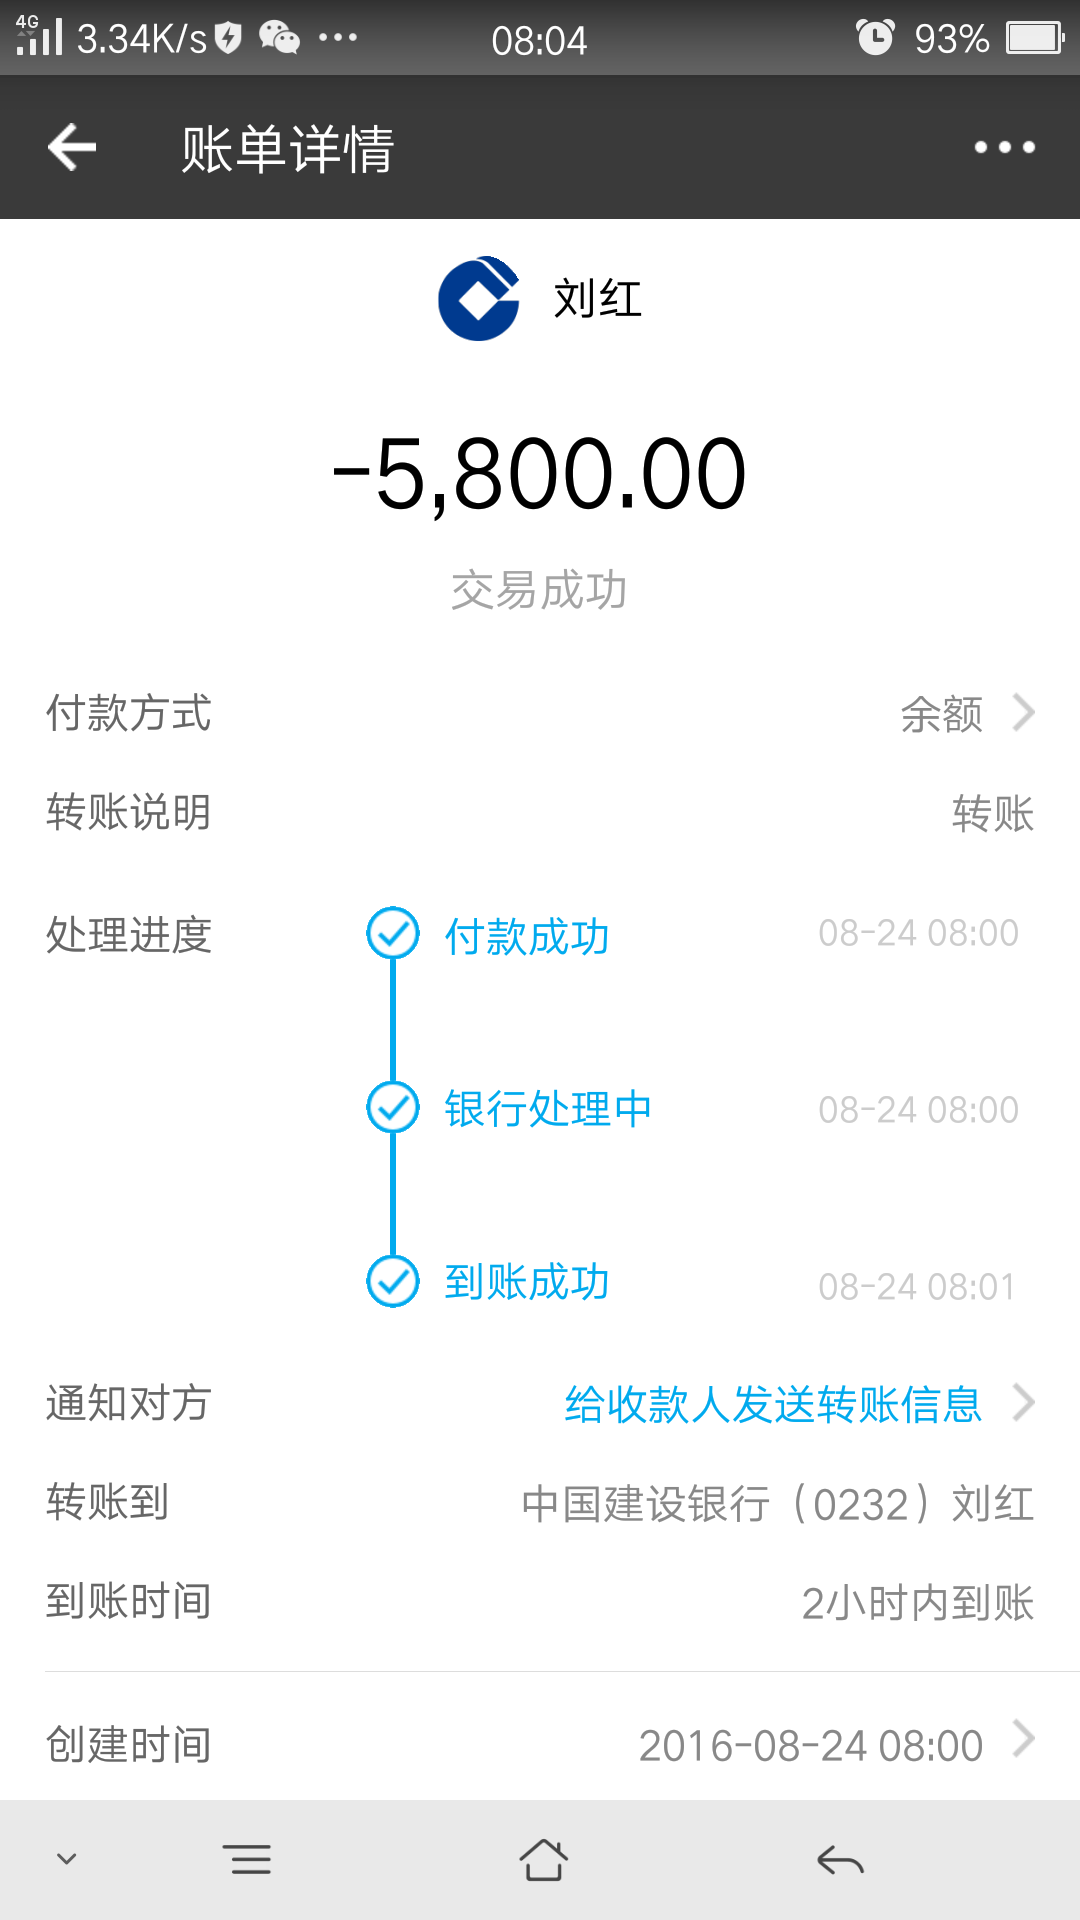 4G 3.34K/s 08:04 93%
账单详情
刘红
-5,800.00
交易成功
付款方式 余额
转账说明 转账
处理进度 付款成功 08-24 08:00
银行处理中 08-24 08:00
到账成功 08-24 08:01
通知对方 给收款人发送转账信息
转账到 中国建设银行（0232）刘红
到账时间 2小时内到账
创建时间 2016-08-24 08:00